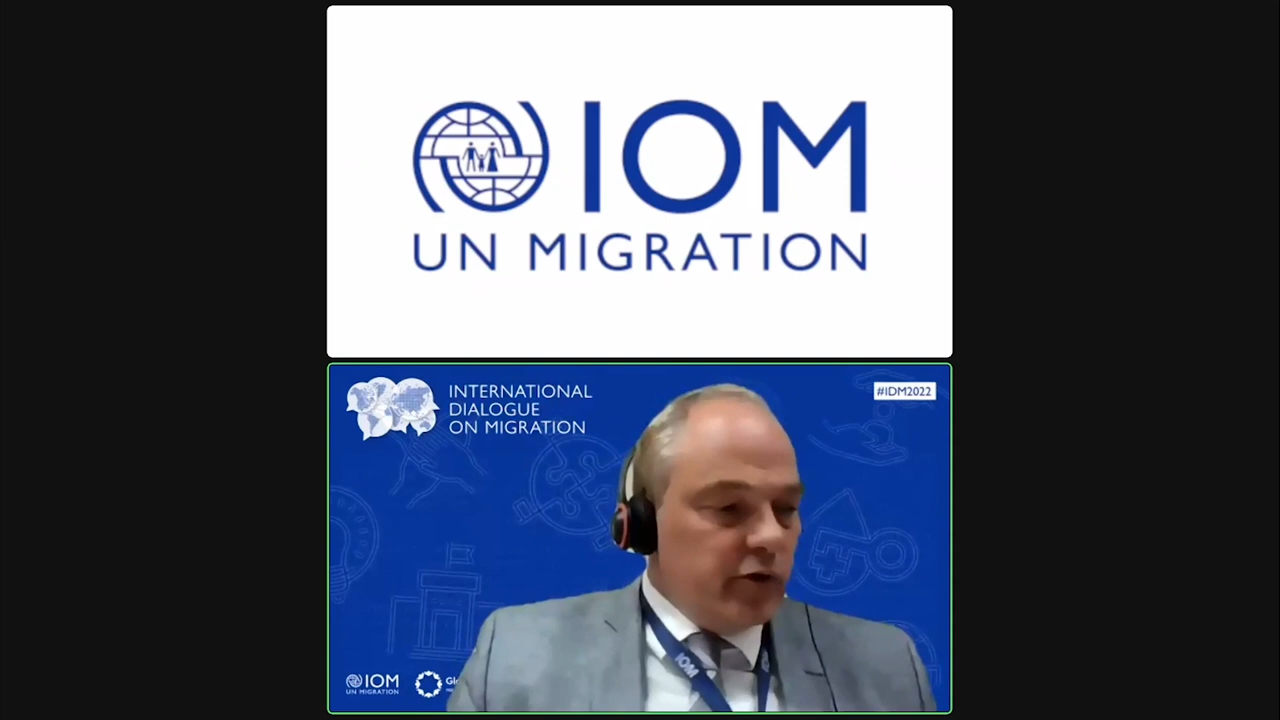 IOM
UN MIGRATION
INTERNATIONAL
DIALOGUE
ON MIGRATION
#IDM2022
IOM
IOM
UN MIGRATION